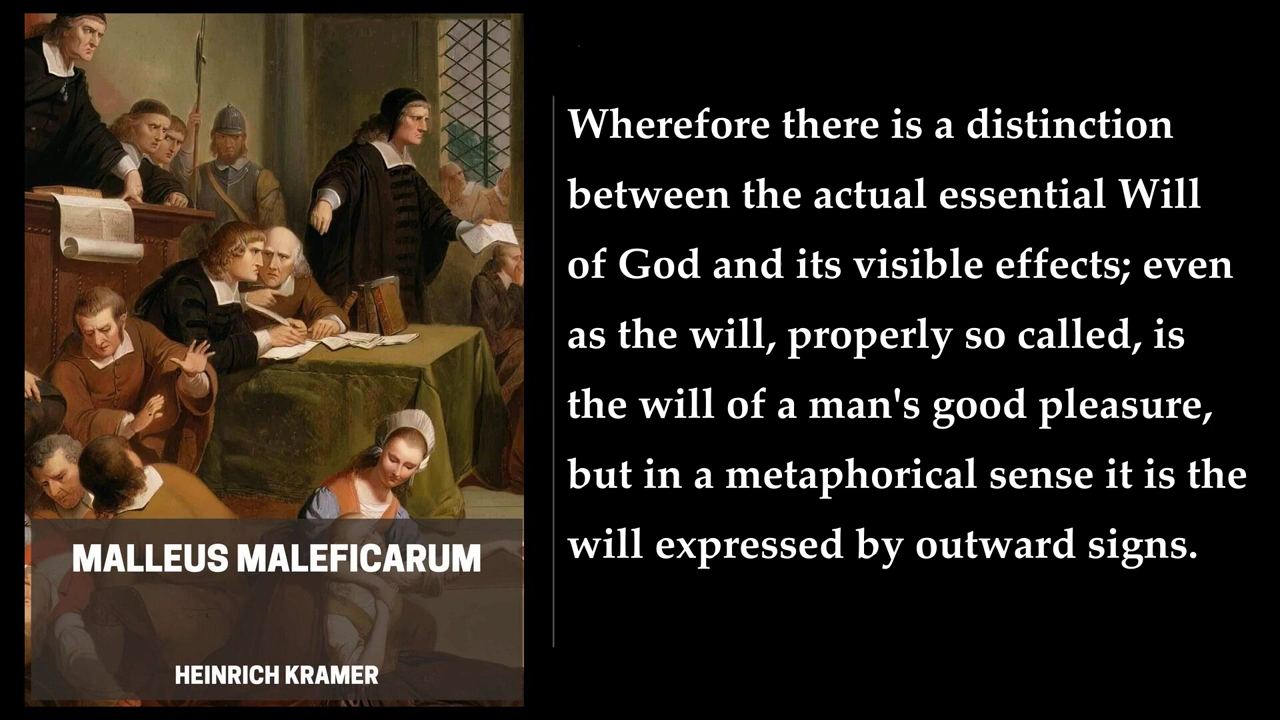 MALLEUS MALEFICARUM
HEINRICH KRAMER
Wherefore there is a distinction
between the actual essential Will
of God and its visible effects; even
as the will, properly so called, is
the will of a man's good pleasure,
but in a metaphorical sense it is the
will expressed by outward signs.